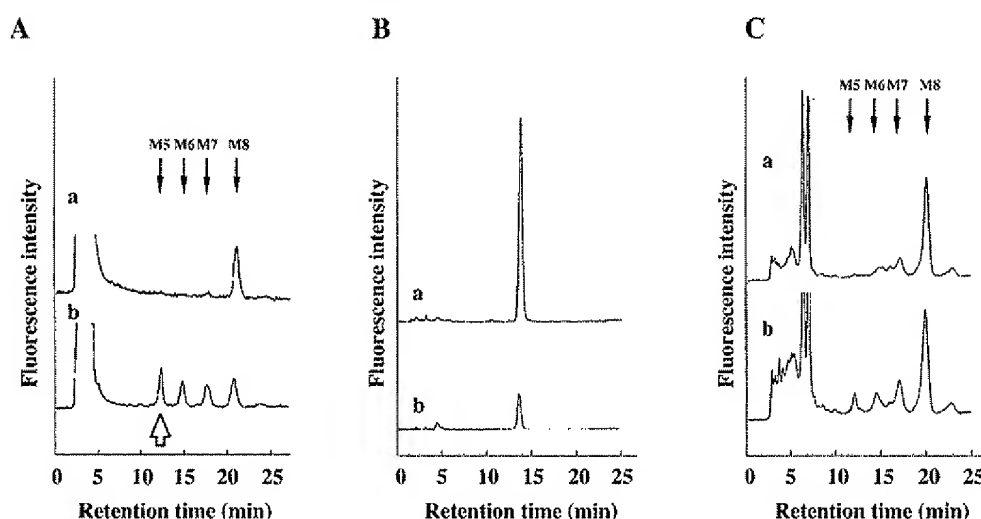 A
B
C
M5 M6 M7 M8
a
b
Fluorescence intensity
0 5 10 15 20 25
Retention time (min)
a
b
Fluorescence intensity
0 5 10 15 20 25
Retention time (min)
M5 M6 M7 M8
a
b
Fluorescence intensity
0 5 10 15 20 25
Retention time (min)